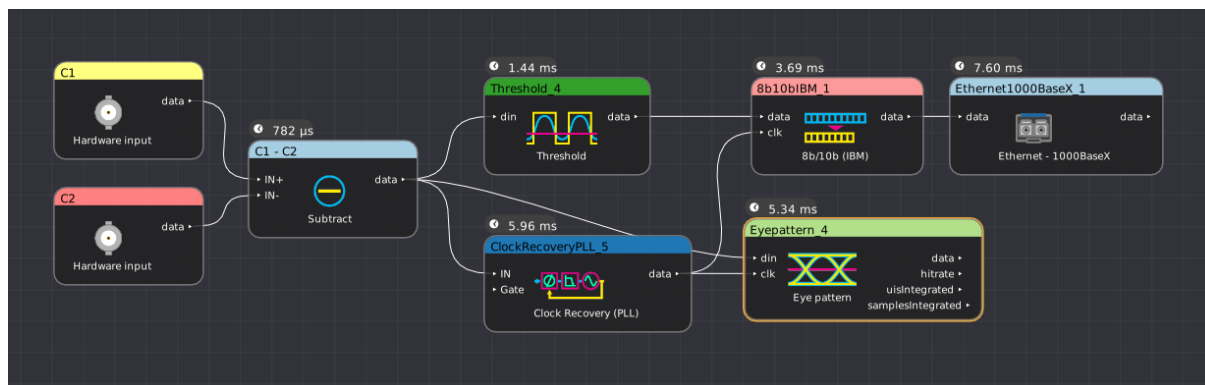 C1
data
Hardware input
C2
data
Hardware input
782 µs
C1 - C2
IN+
IN-
data
Subtract
1.44 ms
Threshold_4
din
data
Threshold
5.96 ms
ClockRecoveryPLL_5
IN
Gate
data
Clock Recovery (PLL)
3.69 ms
8b10bIBM_1
data
clk
data
8b/10b (IBM)
5.34 ms
Eyepattern_4
din
clk
data
hitrate
uisIntegrated
samplesIntegrated
Eye pattern
7.60 ms
Ethernet1000BaseX_1
data
data
Ethernet - 1000BaseX